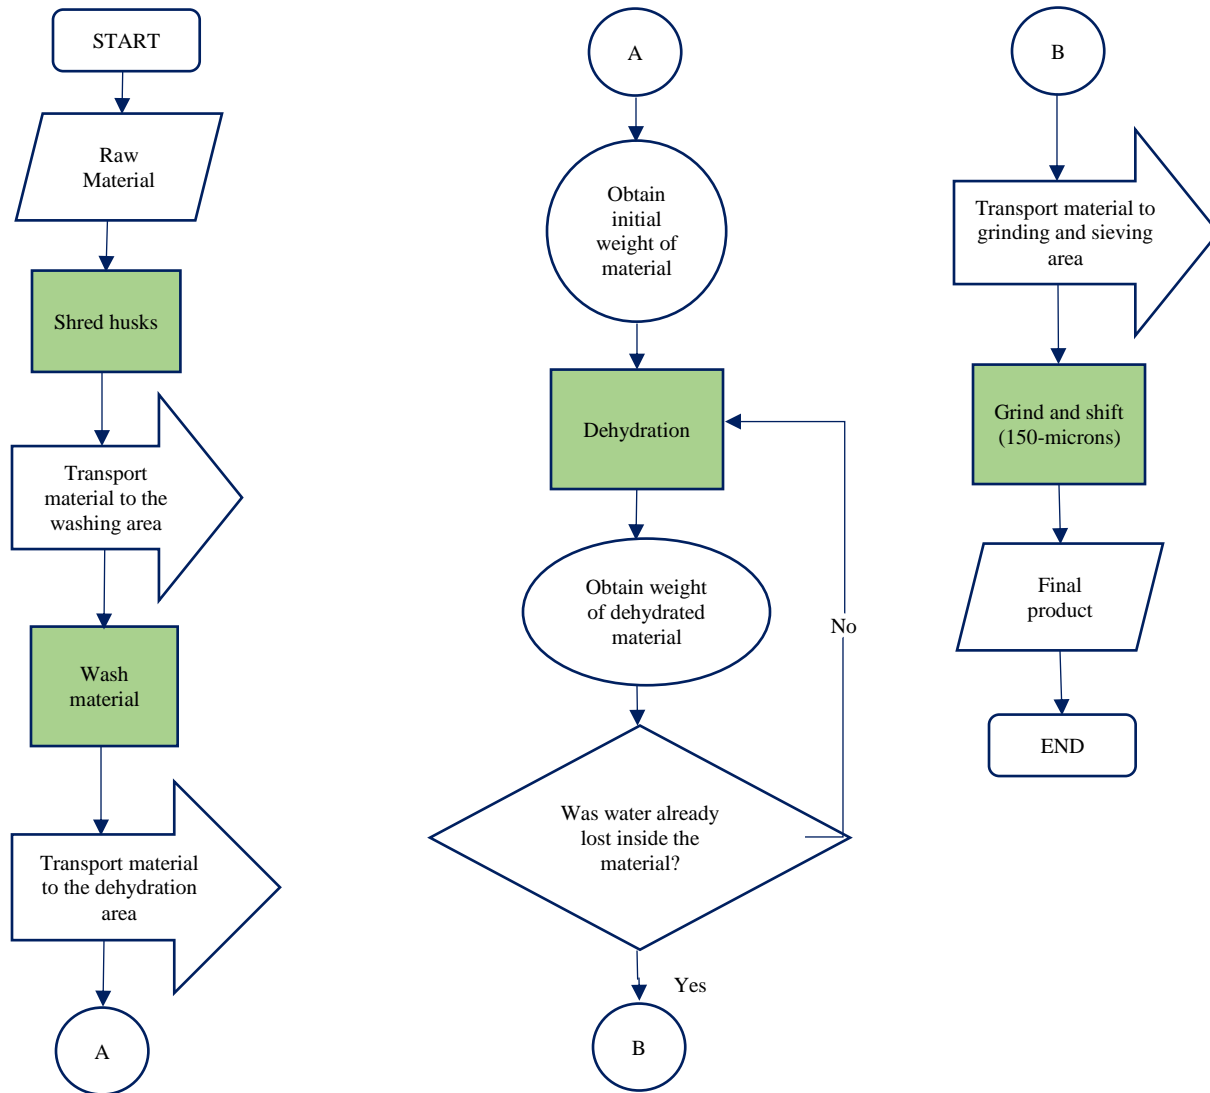 START
Raw
Material
Shred husks
Transport
material to the
washing area
Wash
material
Transport material
to the dehydration
area
A
A
Obtain
initial
weight of
material
Dehydration
Obtain weight
of dehydrated
material
No
Was water already
lost inside the
material?
Yes
B
B
Transport material to
grinding and sieving
area
Grind and shift
(150-microns)
Final
product
END